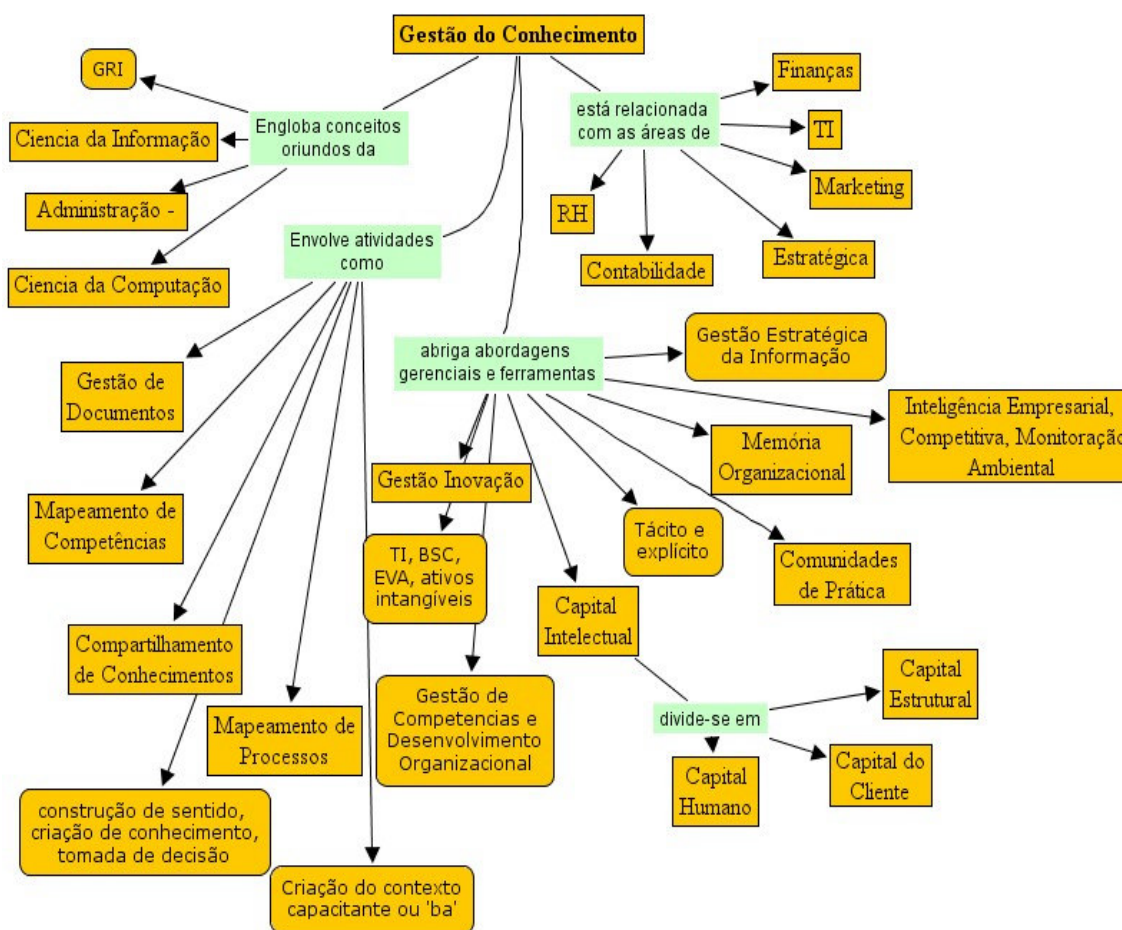 Gestão do Conhecimento
GRI
Engloba conceitos
oriundos da
Ciencia da Informação
Administração -
Ciencia da Computação
está relacionada
com as áreas de
Finanças
TI
Marketing
Estratégica
Contabilidade
RH
Envolve atividades
como
Gestão de
Documentos
Mapeamento de
Competências
Compartilhamento
de Conhecimentos
Mapeamento de
Processos
construção de sentido,
criação de conhecimento,
tomada de decisão
Criação do contexto
capacitante ou 'ba'
abriga abordagens
gerenciais e ferramentas
Gestão Estratégica
da Informação
Inteligência Empresarial,
Competitiva, Monitoração
Ambiental
Memória
Organizacional
Comunidades
de Prática
Tácito e
explícito
Gestão Inovação
TI, BSC,
EVA, ativos
intangíveis
Gestão de
Competencias e
Desenvolvimento
Organizacional
Capital
Intelectual
divide-se em
Capital
Estrutural
Capital do
Cliente
Capital
Humano